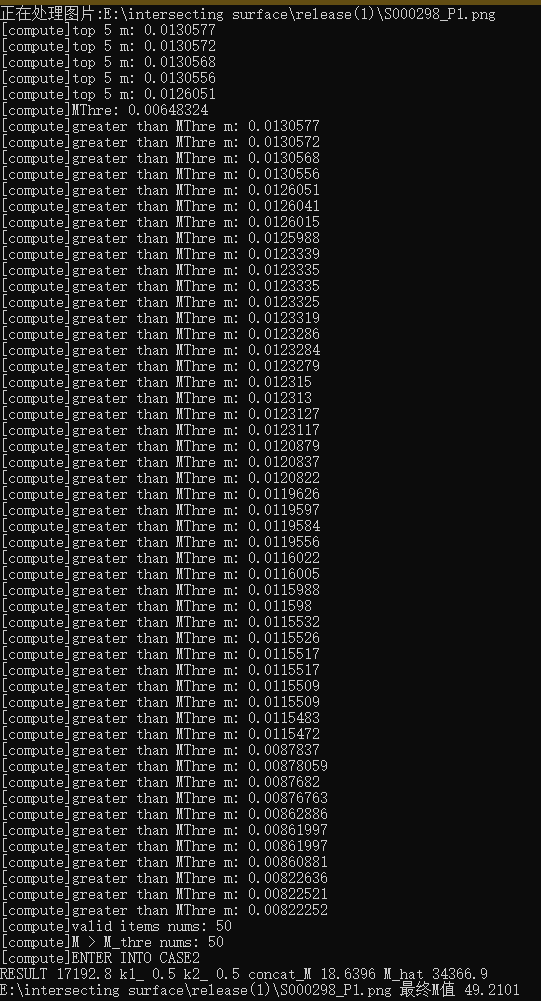 正在处理图片:E:\intersecting surface\release(1)\S000298_P1.png
[compute]top 5 m: 0.0130577
[compute]top 5 m: 0.0130572
[compute]top 5 m: 0.0130568
[compute]top 5 m: 0.0130556
[compute]top 5 m: 0.0126051
[compute]MThre: 0.00648324
[compute]greater than MThre m: 0.0130577
[compute]greater than MThre m: 0.0130572
[compute]greater than MThre m: 0.0130568
[compute]greater than MThre m: 0.0130556
[compute]greater than MThre m: 0.0126051
[compute]greater than MThre m: 0.0126041
[compute]greater than MThre m: 0.0126015
[compute]greater than MThre m: 0.0125988
[compute]greater than MThre m: 0.0123339
[compute]greater than MThre m: 0.0123335
[compute]greater than MThre m: 0.0123335
[compute]greater than MThre m: 0.0123325
[compute]greater than MThre m: 0.0123319
[compute]greater than MThre m: 0.0123286
[compute]greater than MThre m: 0.0123284
[compute]greater than MThre m: 0.0123279
[compute]greater than MThre m: 0.012315
[compute]greater than MThre m: 0.012313
[compute]greater than MThre m: 0.0123127
[compute]greater than MThre m: 0.0123117
[compute]greater than MThre m: 0.0120879
[compute]greater than MThre m: 0.0120837
[compute]greater than MThre m: 0.0120822
[compute]greater than MThre m: 0.0119626
[compute]greater than MThre m: 0.0119597
[compute]greater than MThre m: 0.0119584
[compute]greater than MThre m: 0.0119556
[compute]greater than MThre m: 0.0116022
[compute]greater than MThre m: 0.0116005
[compute]greater than MThre m: 0.0115988
[compute]greater than MThre m: 0.011598
[compute]greater than MThre m: 0.0115532
[compute]greater than MThre m: 0.0115526
[compute]greater than MThre m: 0.0115517
[compute]greater than MThre m: 0.0115517
[compute]greater than MThre m: 0.0115509
[compute]greater than MThre m: 0.0115509
[compute]greater than MThre m: 0.0115483
[compute]greater than MThre m: 0.0115472
[compute]greater than MThre m: 0.0087837
[compute]greater than MThre m: 0.00878059
[compute]greater than MThre m: 0.0087682
[compute]greater than MThre m: 0.00876763
[compute]greater than MThre m: 0.00862886
[compute]greater than MThre m: 0.00861997
[compute]greater than MThre m: 0.00861997
[compute]greater than MThre m: 0.00860881
[compute]greater than MThre m: 0.00822636
[compute]greater than MThre m: 0.00822521
[compute]greater than MThre m: 0.00822252
[compute]valid items nums: 50
[compute]M > M_thre nums: 50
[compute]ENTER INTO CASE2
RESULT 17192.8 k1_ 0.5 k2_ 0.5 concat_M 18.6396 M_hat 34366.9
E:\intersecting surface\release(1)\S000298_P1.png 最终M值 49.2101